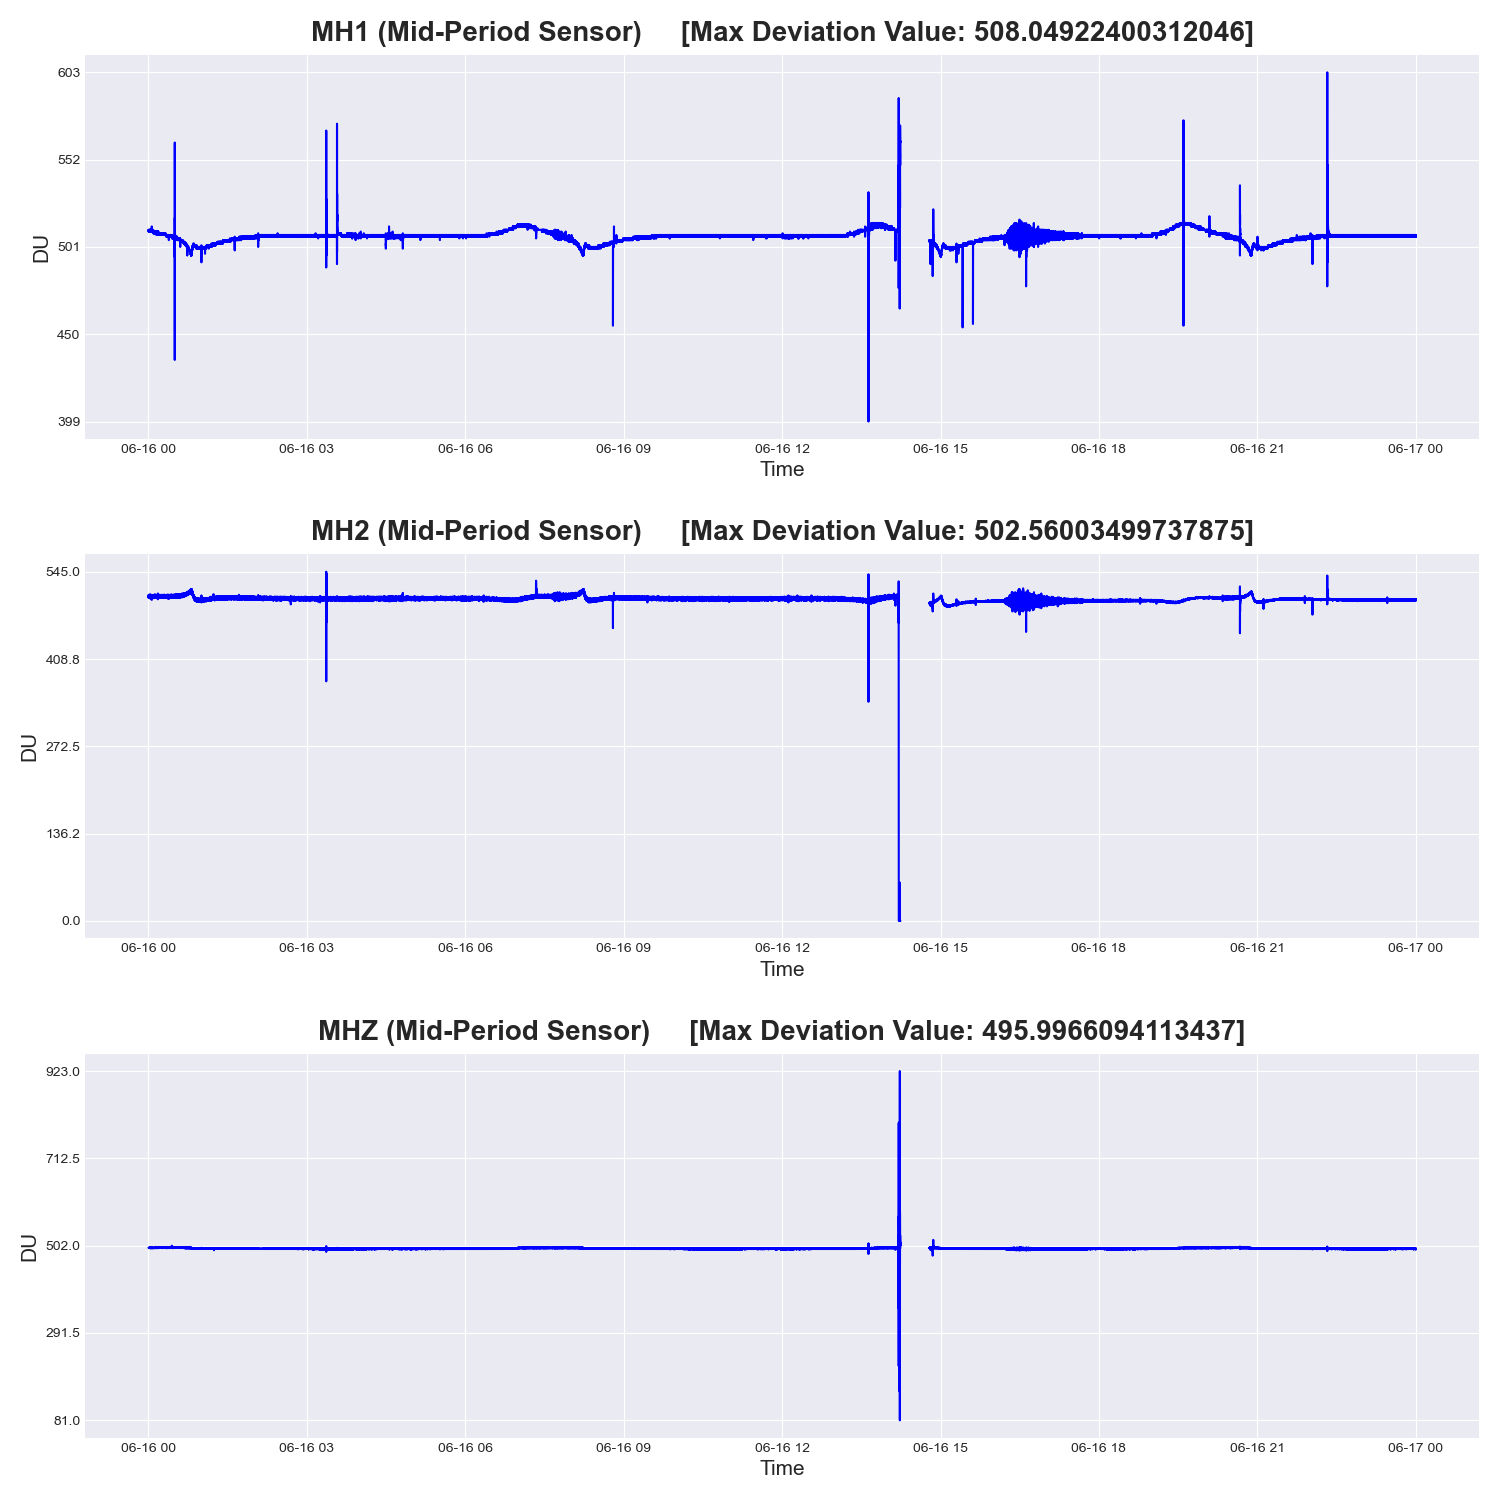 MH1 (Mid-Period Sensor) [Max Deviation Value: 508.04922400312046]
603
552
501
450
399
DU
06-16 00 06-16 03 06-16 06 06-16 09 06-16 12 06-16 15 06-16 18 06-16 21 06-17 00
Time
MH2 (Mid-Period Sensor) [Max Deviation Value: 502.56003499737875]
545.0
408.8
272.5
136.2
0.0
DU
06-16 00 06-16 03 06-16 06 06-16 09 06-16 12 06-16 15 06-16 18 06-16 21 06-17 00
Time
MHZ (Mid-Period Sensor) [Max Deviation Value: 495.9966094113437]
923.0
712.5
502.0
291.5
81.0
DU
06-16 00 06-16 03 06-16 06 06-16 09 06-16 12 06-16 15 06-16 18 06-16 21 06-17 00
Time